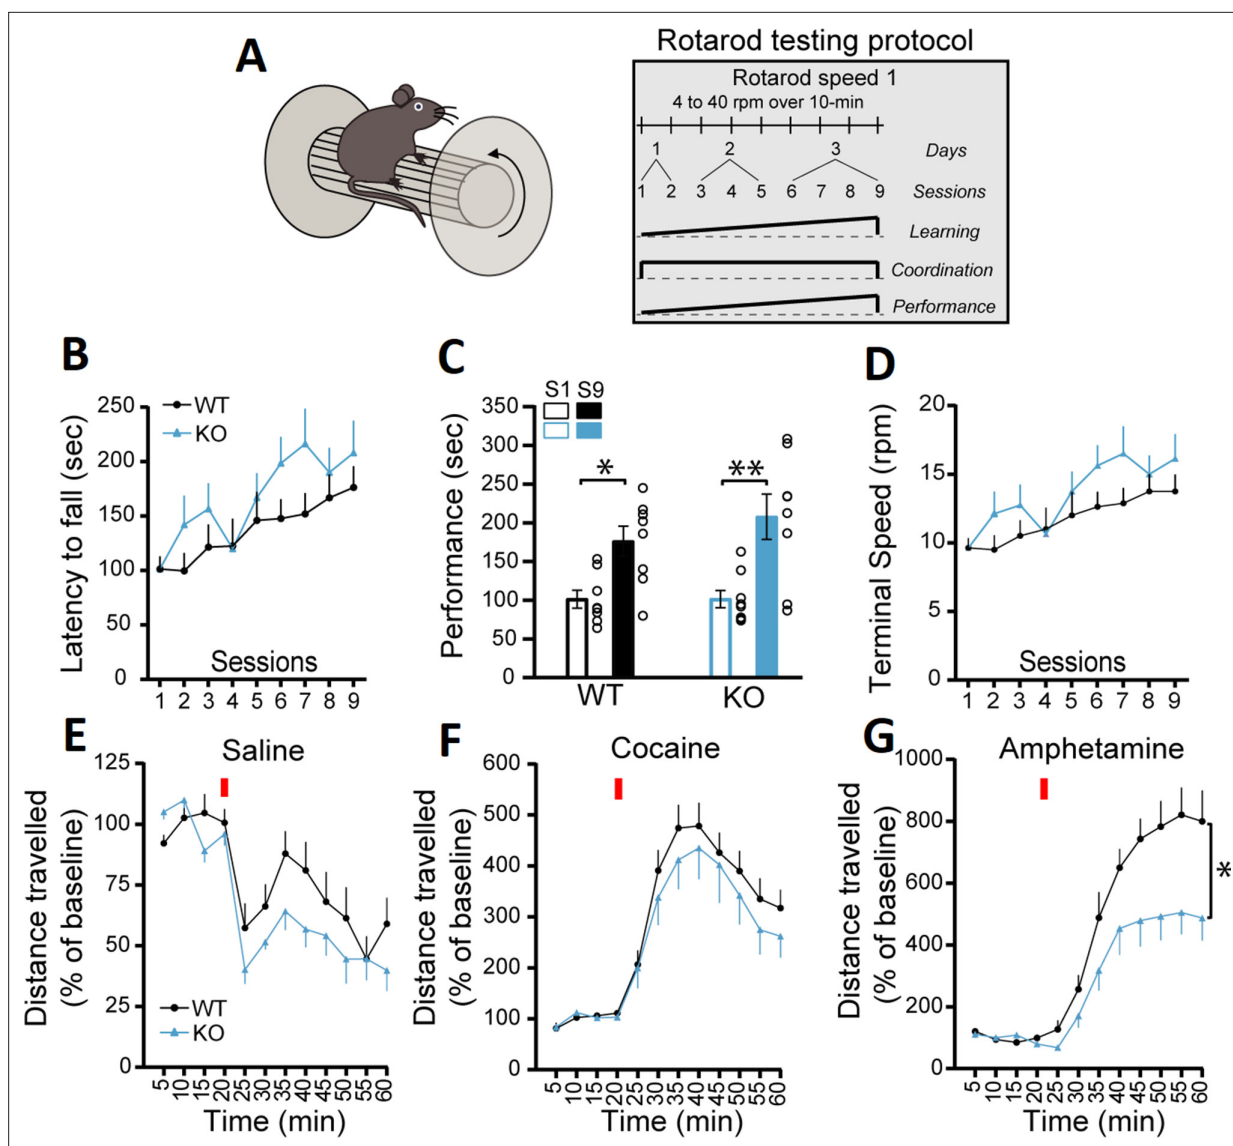 A
Rotarod testing protocol
Rotarod speed 1
4 to 40 rpm over 10-min
1 2 3 Days
1 2 3 4 5 6 7 8 9 Sessions
Learning
Coordination
Performance
B
Latency to fall (sec)
250
200
150
100
50
0
WT
KO
Sessions
1 2 3 4 5 6 7 8 9
C
Performance (sec)
350
300
250
200
150
100
50
0
S1 S9
*
**
WT KO
D
Terminal Speed (rpm)
20
15
10
5
0
Sessions
1 2 3 4 5 6 7 8 9
E
Saline
Distance travelled
(% of baseline)
125
100
75
50
25
0
WT
KO
5 10 15 20 25 30 35 40 45 50 55 60
Time (min)
F
Cocaine
Distance travelled
(% of baseline)
600
500
400
300
200
100
0
5 10 15 20 25 30 35 40 45 50 55 60
Time (min)
G
Amphetamine
Distance travelled
(% of baseline)
1000
800
600
400
200
0
*
5 10 15 20 25 30 35 40 45 50 55 60
Time (min)